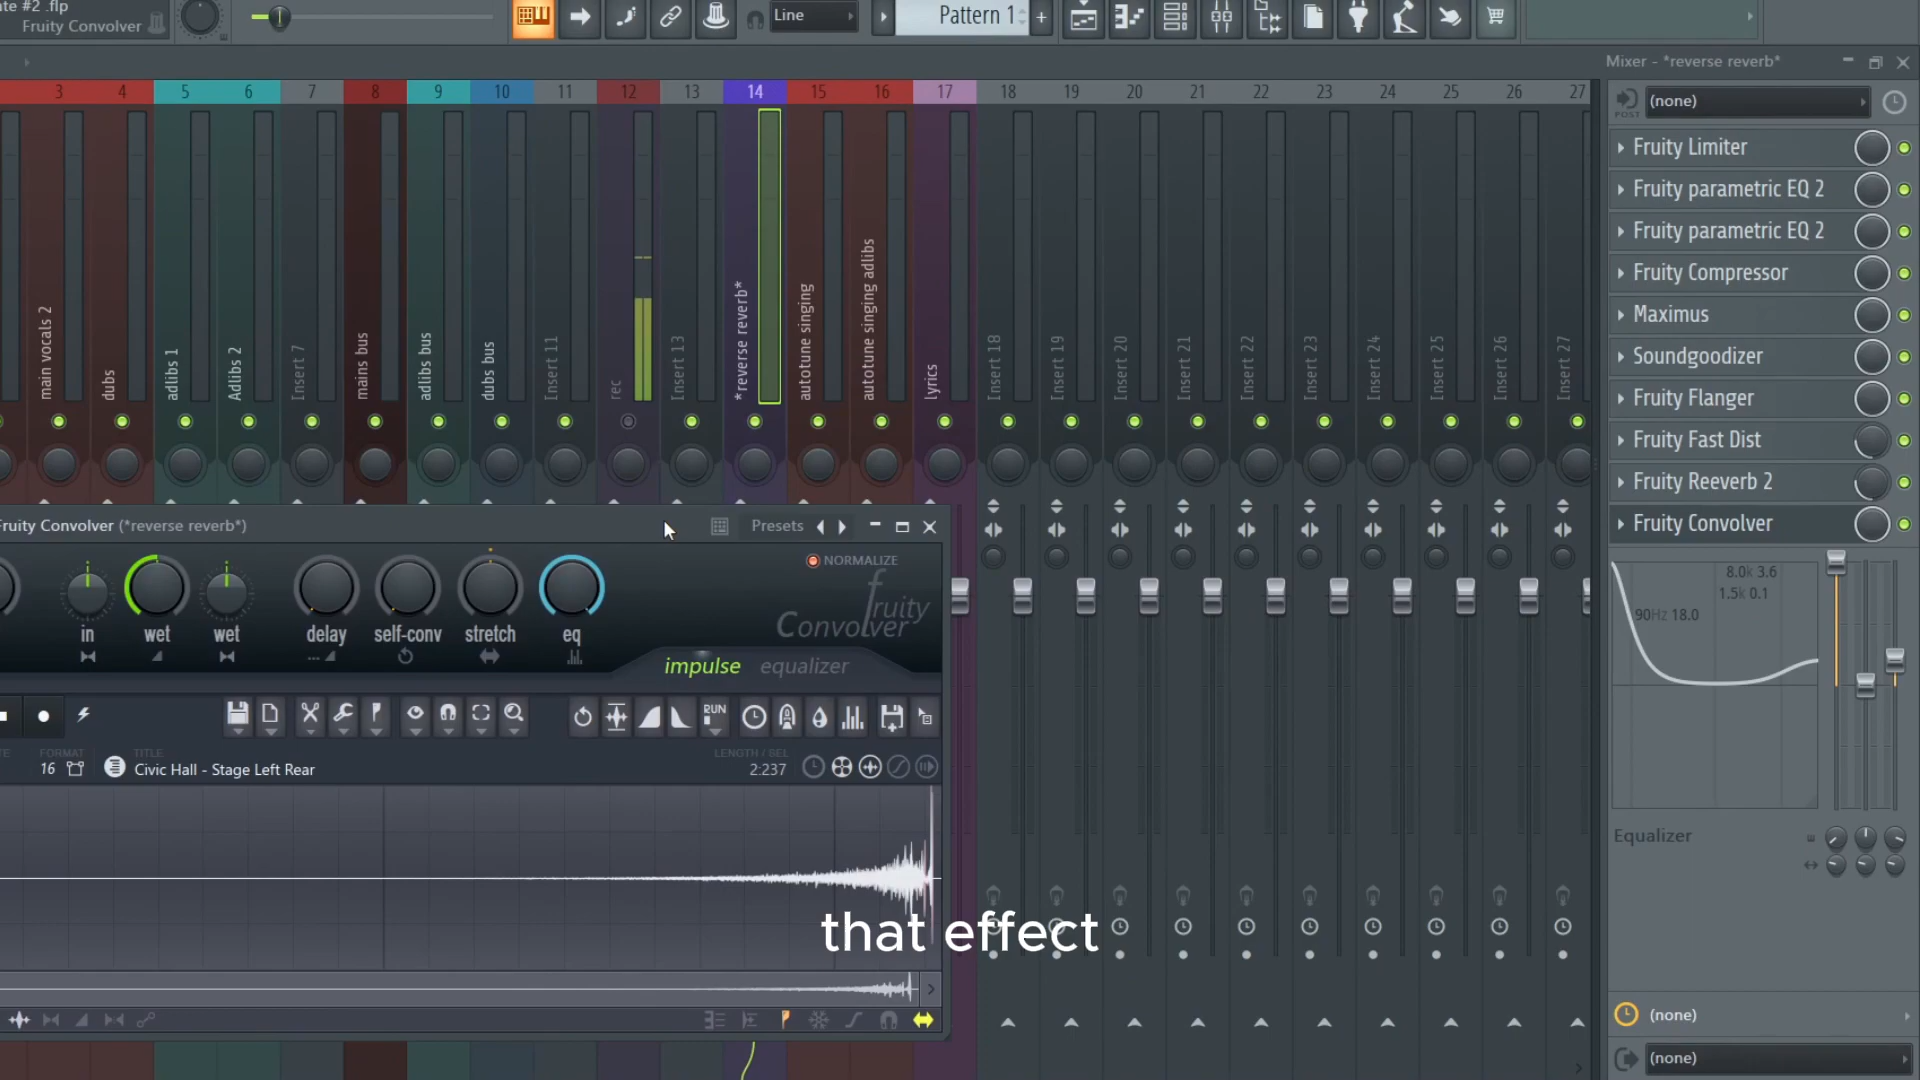 ate #2 .flp
Fruity Convolver
Line
Pattern 1
+
Mixer - *reverse reverb*
3 4 5 6 7 8 9 10 11 12 13 14 15 16 17 18 19 20 21 22 23 24 25 26 27
POST
(none)
Fruity Limiter
Fruity parametric EQ 2
Fruity parametric EQ 2
Fruity Compressor
Maximus
Soundgoodizer
Fruity Flanger
Fruity Fast Dist
Fruity Reeverb 2
Fruity Convolver
main vocals 2
dubs
adlibs 1
Adlibs 2
Insert 7
mains bus
adlibs bus
dubs bus
Insert 11
rec
Insert 13
*reverse reverb*
autotune singing
autotune singing adlibs
lyrics
Insert 18
Insert 19
Insert 20
Insert 21
Insert 22
Insert 23
Insert 24
Insert 25
Insert 26
Insert 27
Fruity Convolver (*reverse reverb*)
Presets
NORMALIZE
fruity
Convolver
in wet wet delay self-conv stretch eq
impulse equalizer
RUN
FORMAT
16
TITLE
Civic Hall - Stage Left Rear
LENGTH / SEL
2:237
8.0k 3.6
1.5k 0.1
90Hz 18.0
Equalizer
that effect
(none)
(none)